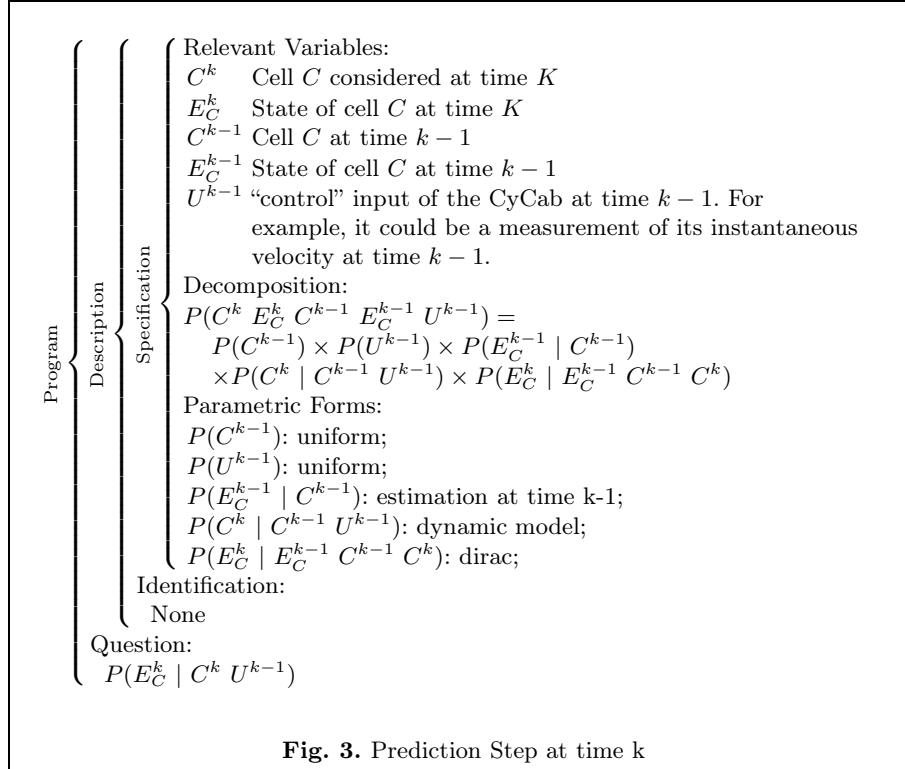 Program
Description
Specification
Relevant Variables:
C^k Cell C considered at time K
E_C^k State of cell C at time K
C^{k−1} Cell C at time k − 1
E_C^{k−1} State of cell C at time k − 1
U^{k−1} “control” input of the CyCab at time k − 1. For
example, it could be a measurement of its instantaneous
velocity at time k − 1.
Decomposition:
P(C^k E_C^k C^{k−1} E_C^{k−1} U^{k−1}) =
P(C^{k−1}) × P(U^{k−1}) × P(E_C^{k−1} | C^{k−1})
×P(C^k | C^{k−1} U^{k−1}) × P(E_C^k | E_C^{k−1} C^{k−1} C^k)
Parametric Forms:
P(C^{k−1}): uniform;
P(U^{k−1}): uniform;
P(E_C^{k−1} | C^{k−1}): estimation at time k-1;
P(C^k | C^{k−1} U^{k−1}): dynamic model;
P(E_C^k | E_C^{k−1} C^{k−1} C^k): dirac;
Identification:
None
Question:
P(E_C^k | C^k U^{k−1})
Fig. 3. Prediction Step at time k